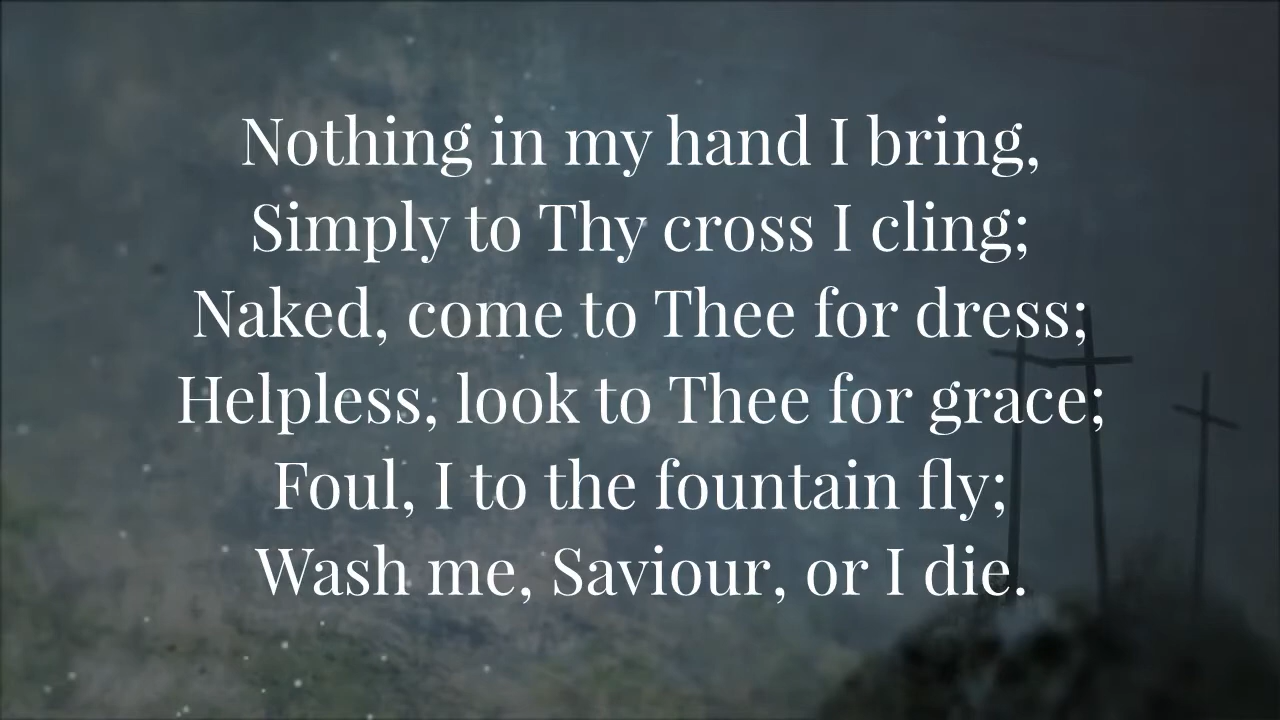 Nothing in my hand I bring,
Simply to Thy cross I cling;
Naked, come to Thee for dress;
Helpless, look to Thee for grace;
Foul, I to the fountain fly;
Wash me, Saviour, or I die.